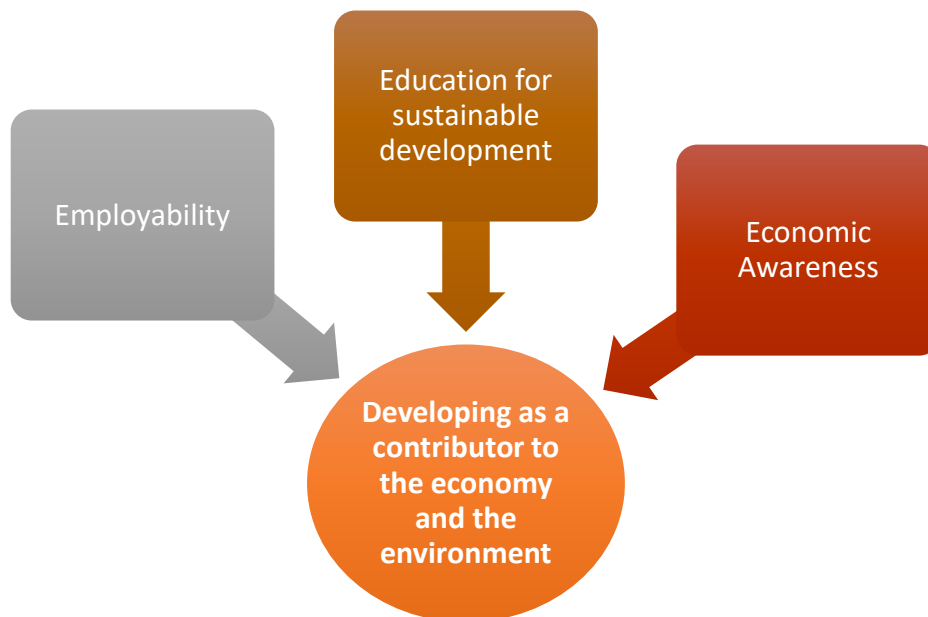 Education for
sustainable
development
Employability
Economic
Awareness
Developing as a
contributor to
the economy
and the
environment